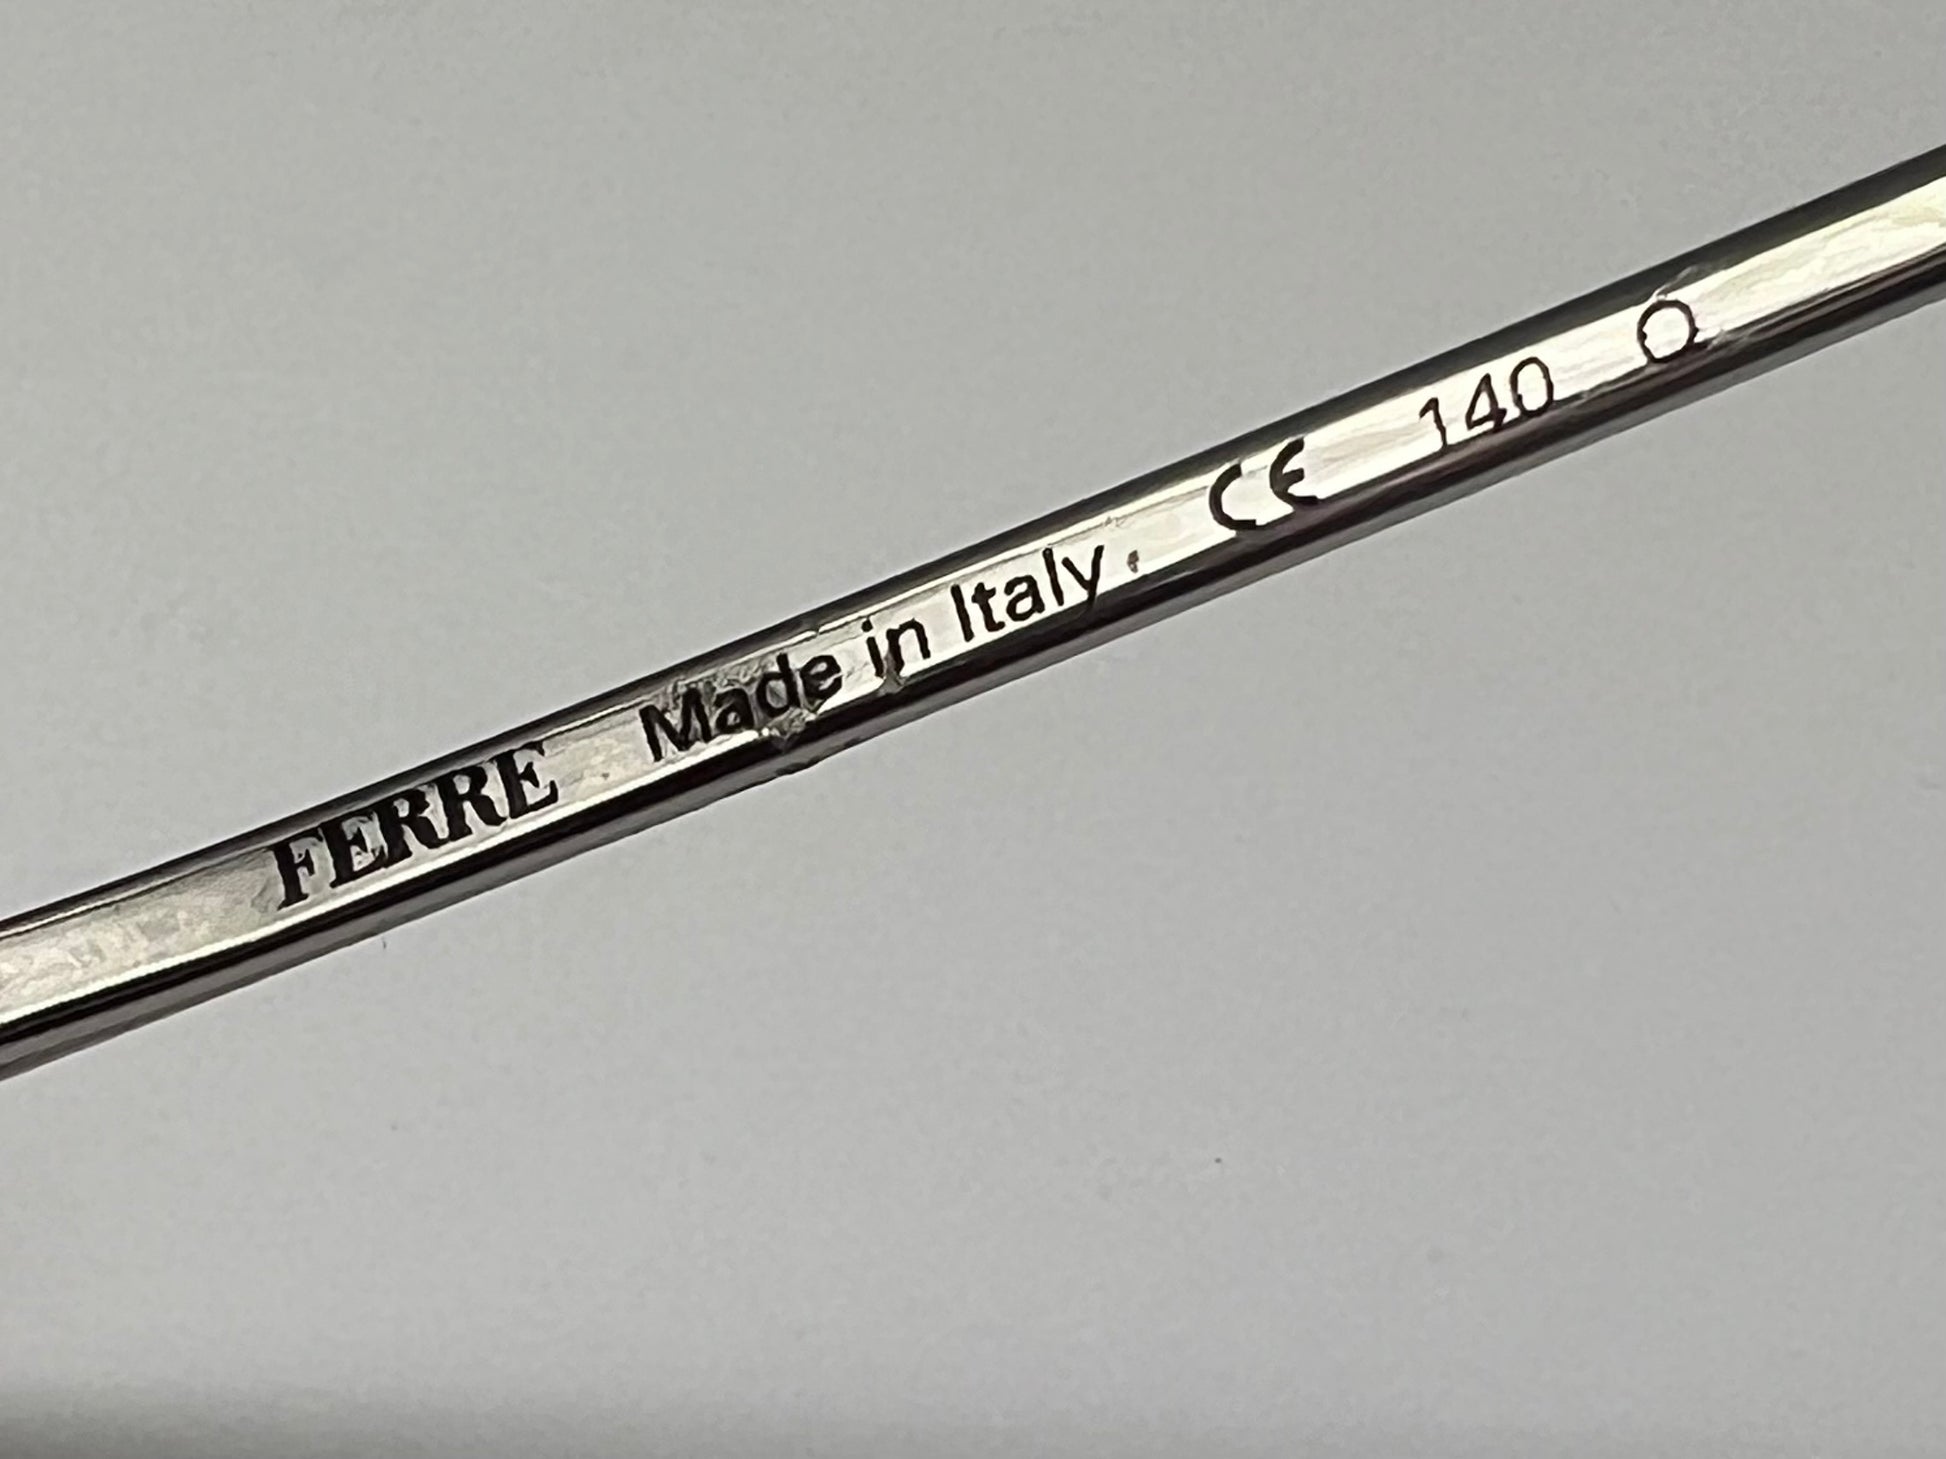 FERRE Made in Italy. CE 140 O